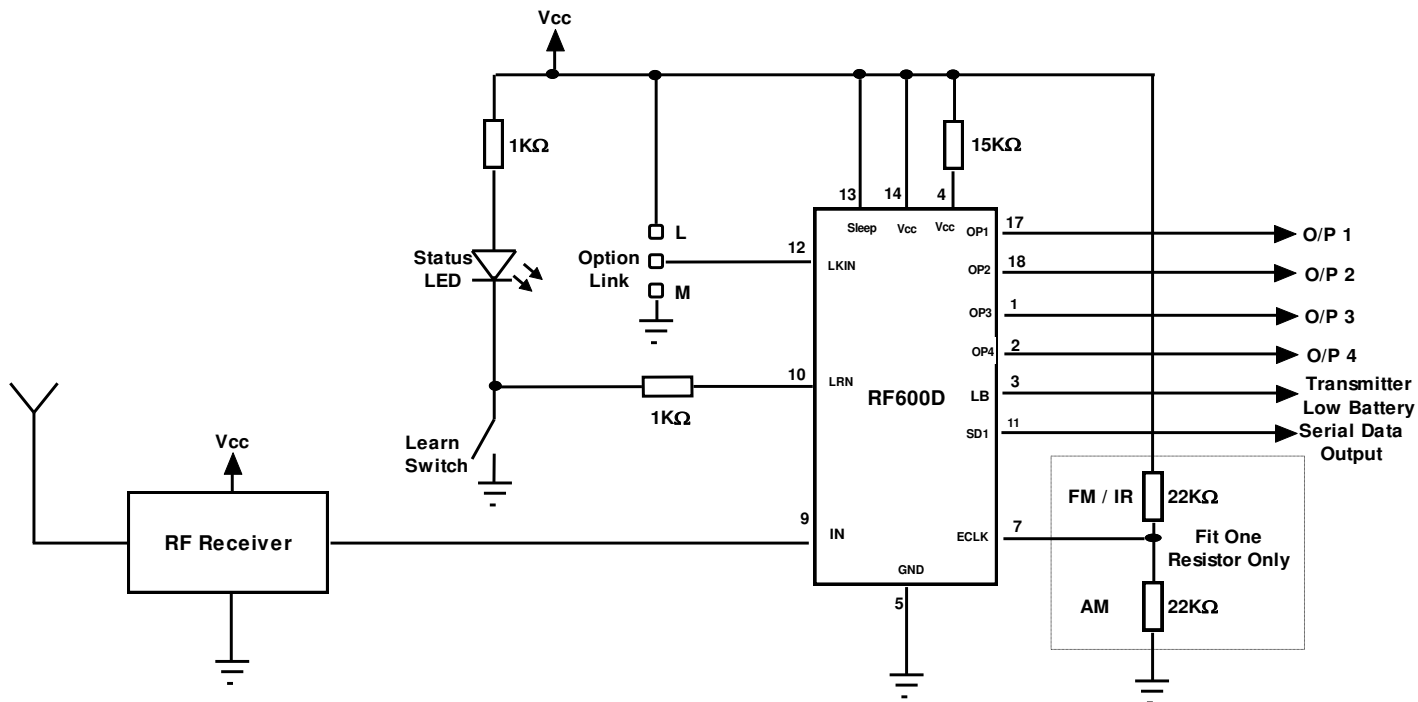 Vcc
1KΩ
15KΩ
13
14
4
Sleep
Vcc
Vcc
OP1
17
O/P 1
L
12
LKIN
OP2
18
O/P 2
Status
LED
Option
Link
M
OP3
1
O/P 3
OP4
2
O/P 4
10
LRN
1KΩ
RF600D
LB
3
Transmitter
Low Battery
SD1
11
Serial Data
Output
Learn
Switch
Vcc
RF Receiver
9
IN
FM / IR
22KΩ
ECLK
7
Fit One
Resistor Only
GND
5
AM
22KΩ